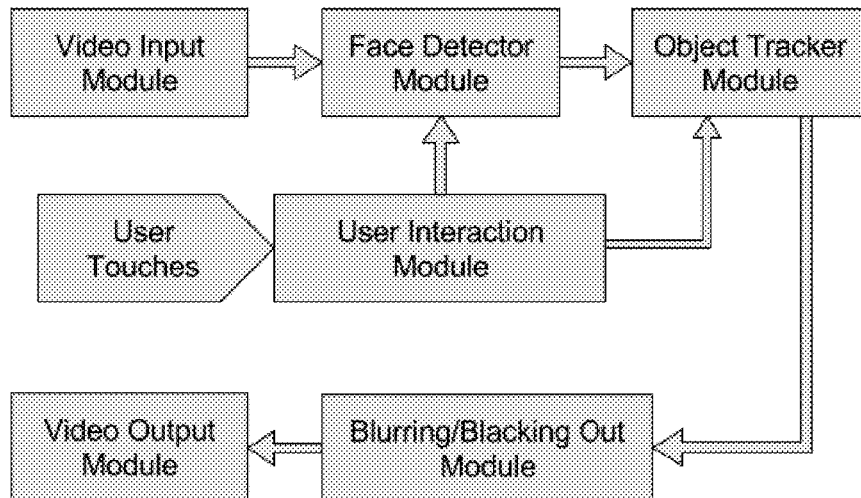 Video Input
Module
Face Detector
Module
Object Tracker
Module
User
Touches
User Interaction
Module
Video Output
Module
Blurring/Blacking Out
Module